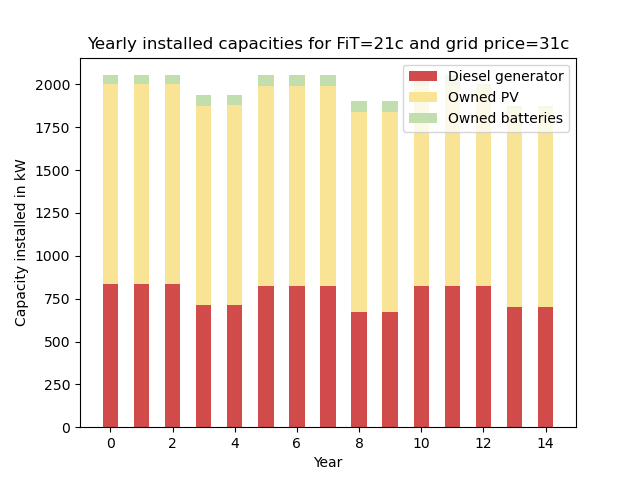 Yearly installed capacities for FiT=21c and grid price=31c
Diesel generator
Owned PV
Owned batteries
Capacity installed in kW
2000
1750
1500
1250
1000
750
500
250
0
0 2 4 6 8 10 12 14
Year